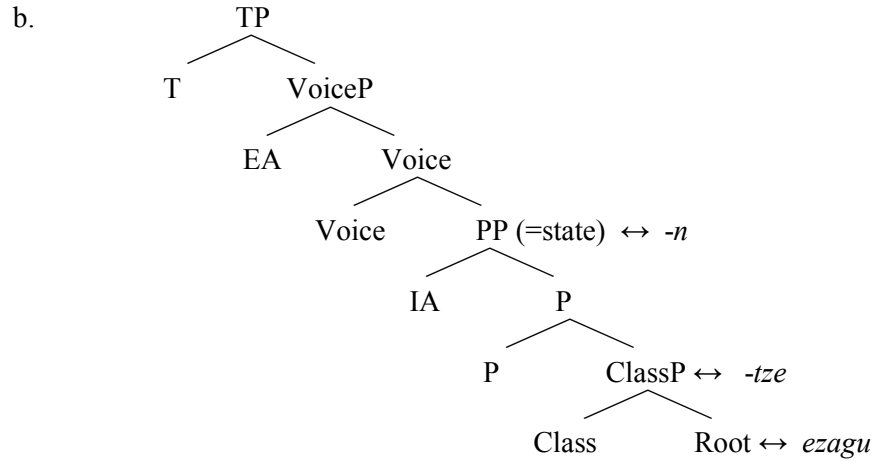 b. TP
T VoiceP
EA Voice
Voice PP (=state) ↔ -n
IA P
P ClassP ↔ -tze
Class Root ↔ ezagu